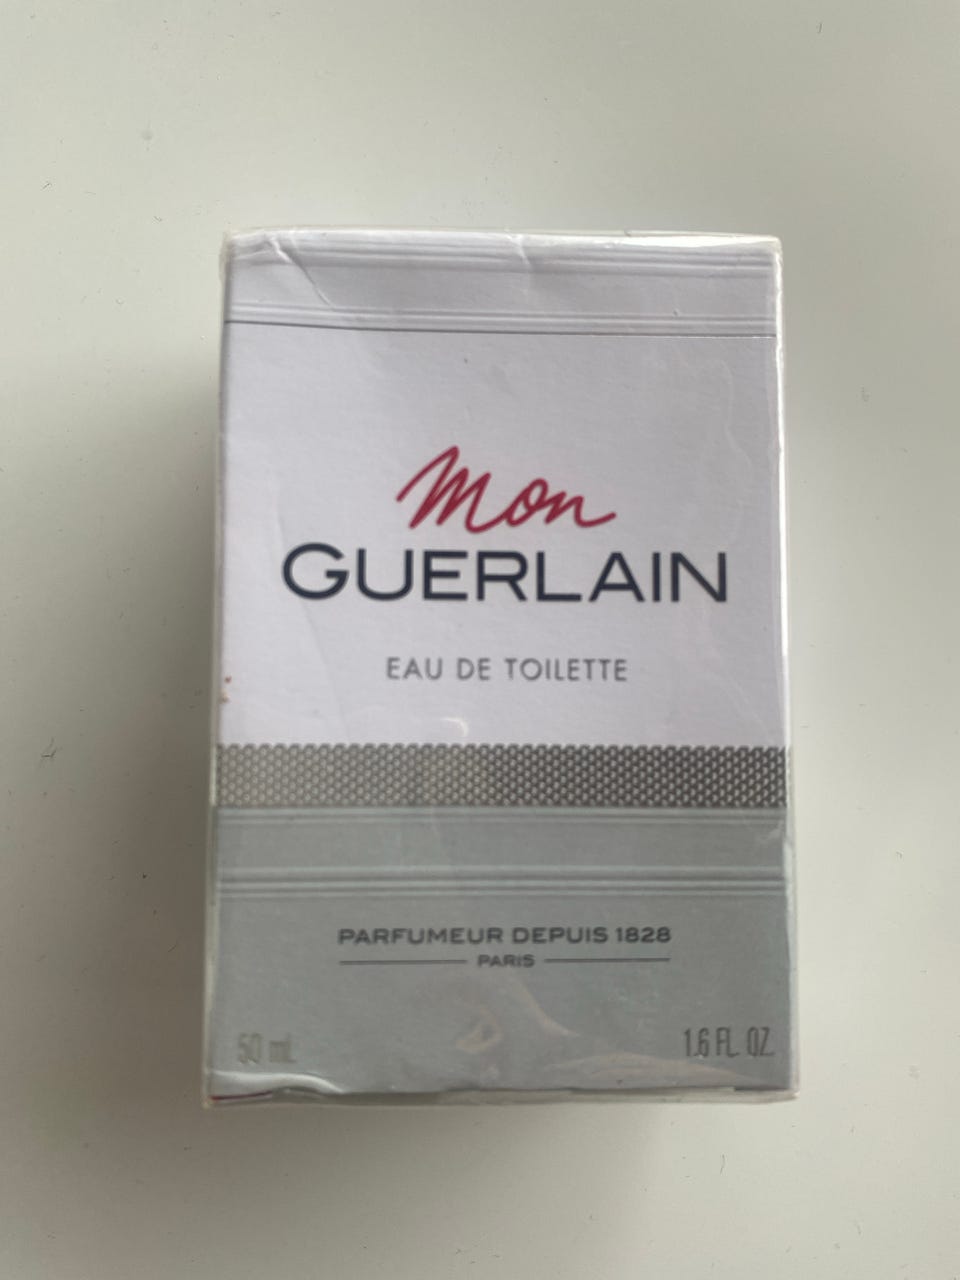 Mon
GUERLAIN
EAU DE TOILETTE
PARFUMEUR DEPUIS 1828
PARIS
50 mL 1.6 FL. OZ.